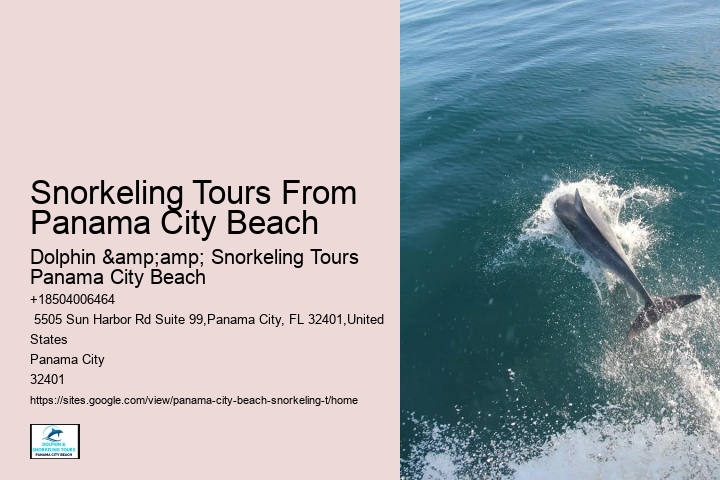 Snorkeling Tours From
Panama City Beach
Dolphin &amp;amp; Snorkeling Tours
Panama City Beach
+18504006464
5505 Sun Harbor Rd Suite 99,Panama City, FL 32401,United
States
Panama City
32401
https://sites.google.com/view/panama-city-beach-snorkeling-t/home
DOLPHIN &
SNORKELING TOURS
PANAMA CITY BEACH